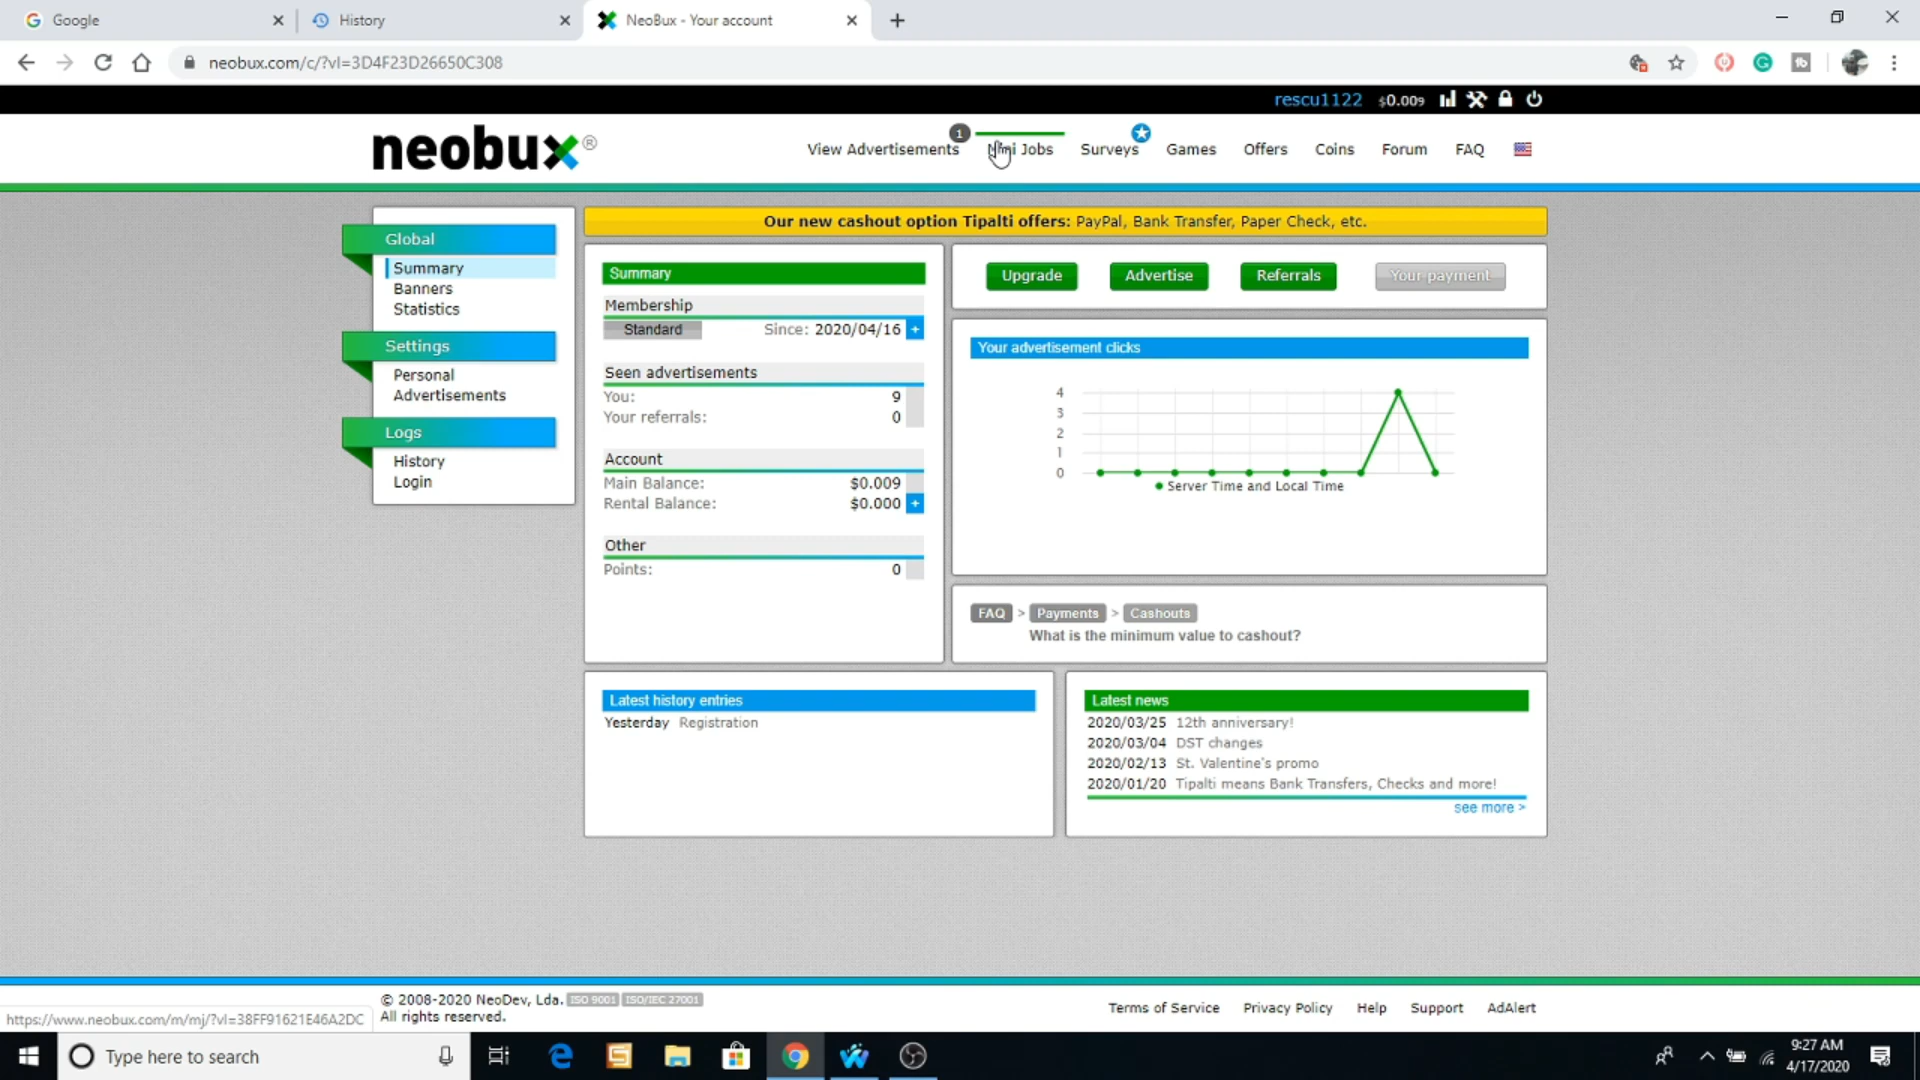 Google
History
NeoBux - Your account
neobux.com/c/?vl=3D4F23D26650C308
rescu1122 $0.009
neobux®
View Advertisements 1
Jobs
Surveys
Games
Offers
Coins
Forum
FAQ
Global
Summary
Banners
Statistics
Settings
Personal
Advertisements
Logs
History
Login
Our new cashout option Tipalti offers: PayPal, Bank Transfer, Paper Check, etc.
Summary
Membership
Standard Since: 2020/04/16 +
Seen advertisements
You: 9
Your referrals: 0
Account
Main Balance: $0.009
Rental Balance: $0.000 +
Other
Points: 0
Upgrade Advertise Referrals Your payment
Your advertisement clicks
4
3
2
1
0
Server Time and Local Time
FAQ > Payments > Cashouts
What is the minimum value to cashout?
Latest history entries
Yesterday Registration
Latest news
2020/03/25 12th anniversary!
2020/03/04 DST changes
2020/02/13 St. Valentine's promo
2020/01/20 Tipalti means Bank Transfers, Checks and more!
see more >
© 2008-2020 NeoDev, Lda. ISO 9001 ISO/IEC 27001
All rights reserved.
Terms of Service Privacy Policy Help Support AdAlert
https://www.neobux.com/m/mj/?vl=38FF91621E46A2DC
Type here to search
9:27 AM
4/17/2020